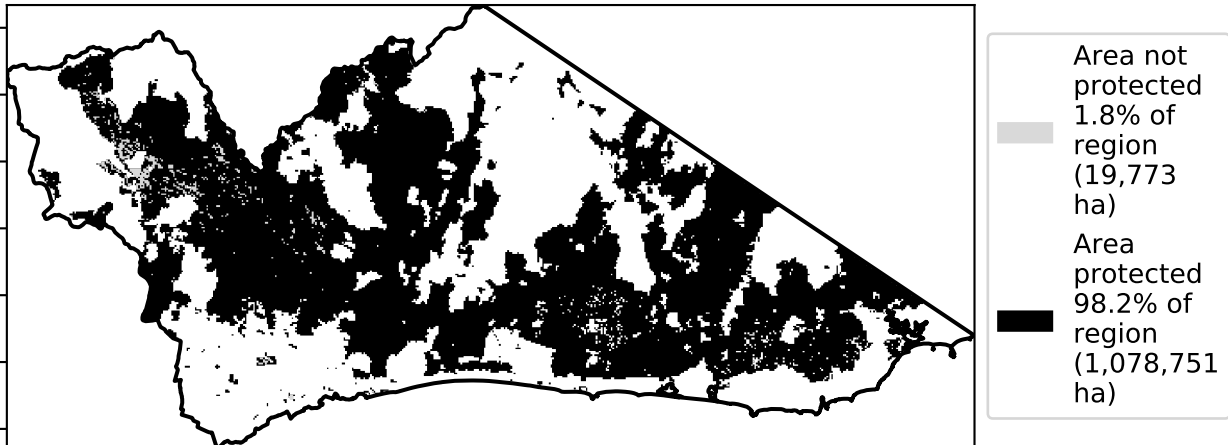 Area not
protected
1.8% of
region
(19,773
ha)
Area
protected
98.2% of
region
(1,078,751
ha)